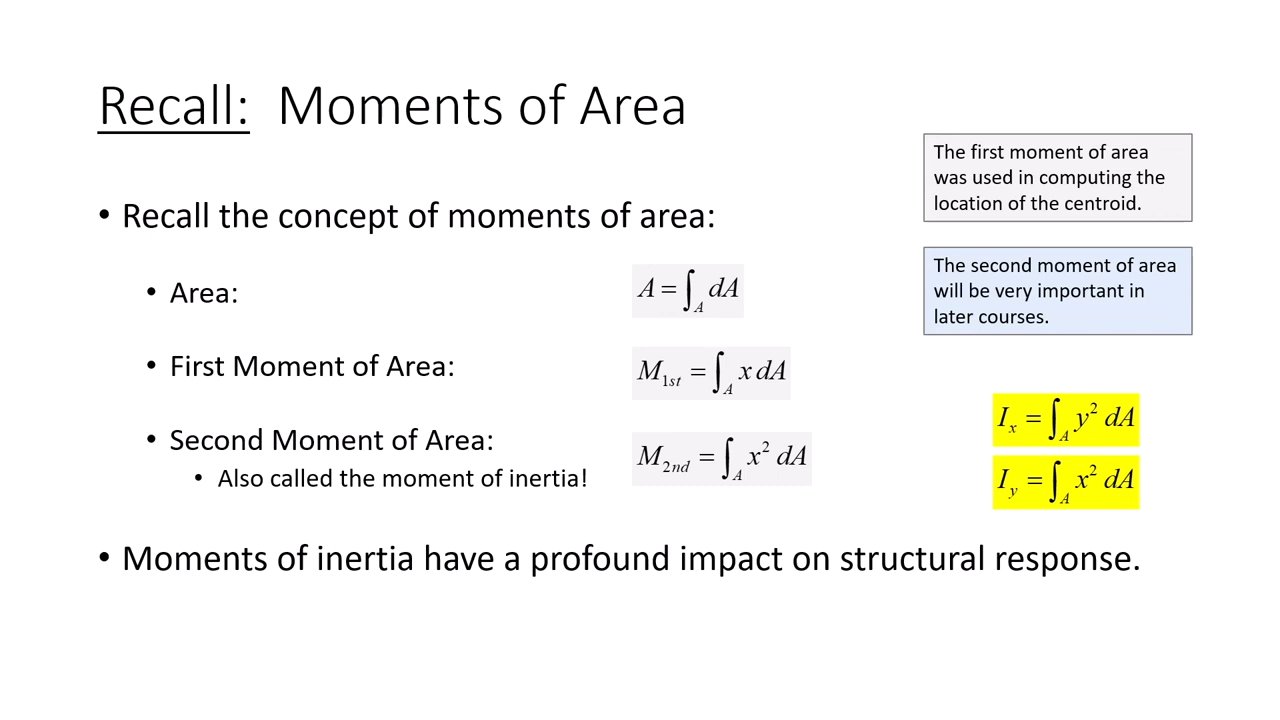 Recall: Moments of Area
The first moment of area
was used in computing the
location of the centroid.
• Recall the concept of moments of area:
The second moment of area
will be very important in
later courses.
• Area:
A = ∫_A dA
• First Moment of Area:
M_{1st} = ∫_A x dA
• Second Moment of Area:
• Also called the moment of inertia!
M_{2nd} = ∫_A x² dA
I_x = ∫_A y² dA
I_y = ∫_A x² dA
• Moments of inertia have a profound impact on structural response.